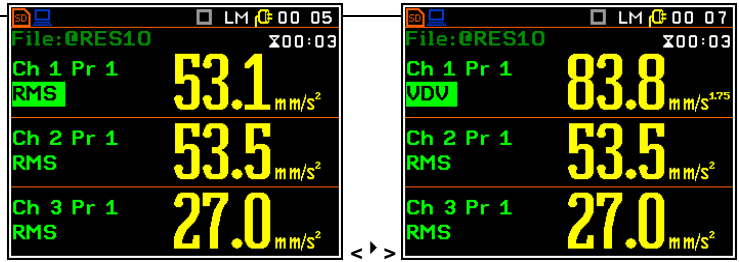 SD LM 00 05
File:@RES10 00:03
Ch 1 Pr 1
RMS 53.1 mm/s²
Ch 2 Pr 1
RMS 53.5 mm/s²
Ch 3 Pr 1
RMS 27.0 mm/s²
< >
SD LM 00 07
File:@RES10 00:03
Ch 1 Pr 1
VDV 83.8 mm/s¹·⁷⁵
Ch 2 Pr 1
RMS 53.5 mm/s²
Ch 3 Pr 1
RMS 27.0 mm/s²